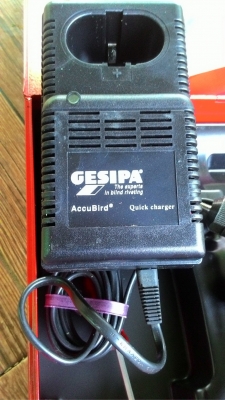 +
GESIPA®
The experts
in blind riveting
AccuBird® Quick charger